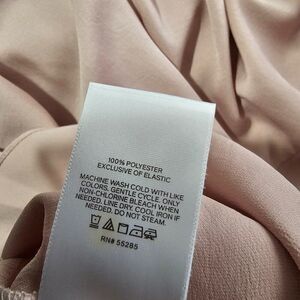 100% POLYESTER
EXCLUSIVE OF ELASTIC
MACHINE WASH COLD WITH LIKE
COLORS. GENTLE CYCLE. ONLY
NON-CHLORINE BLEACH WHEN
NEEDED. LINE DRY. COOL IRON IF
NEEDED. DO NOT STEAM.
RN# 55285